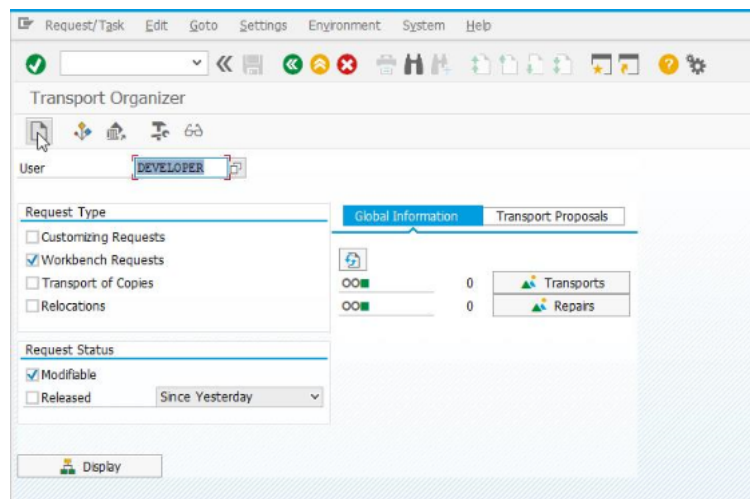 Request/Task Edit Goto Settings Environment System Help
Transport Organizer
User DEVELOPER
Request Type
Customizing Requests
Workbench Requests
Transport of Copies
Relocations
Request Status
Modifiable
Released Since Yesterday
Display
Global Information Transport Proposals
0 Transports
0 Repairs